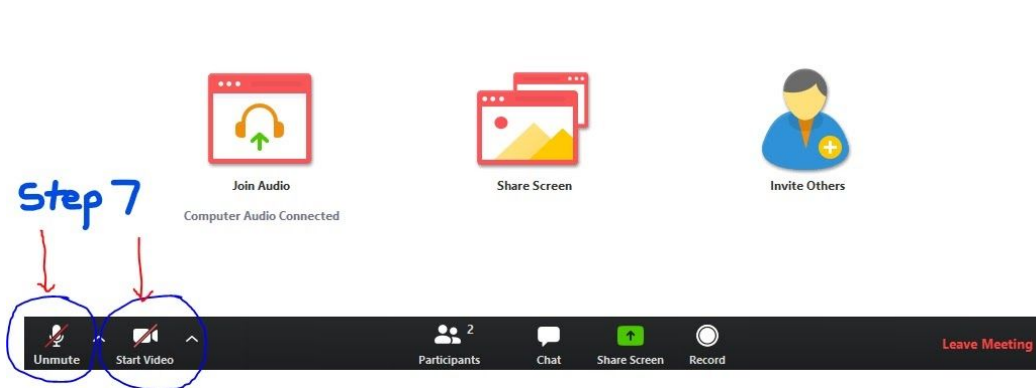 Join Audio
Share Screen
Invite Others
Step 7
Computer Audio Connected
Unmute
Start Video
2
Participants
Chat
Share Screen
Record
Leave Meeting